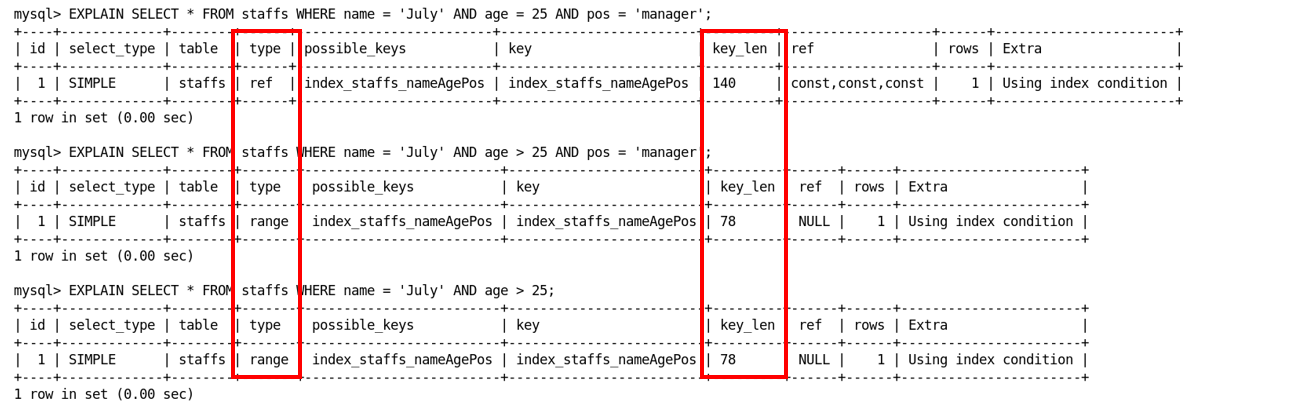 mysql> EXPLAIN SELECT * FROM staffs WHERE name = 'July' AND age = 25 AND pos = 'manager';
+----+-------------+--------+------+-------------------------+-------------------------+---------+-------------------+------+-----------------------+
| id | select_type | table  | type | possible_keys           | key                     | key_len | ref               | rows | Extra                 |
+----+-------------+--------+------+-------------------------+-------------------------+---------+-------------------+------+-----------------------+
|  1 | SIMPLE      | staffs | ref  | index_staffs_nameAgePos | index_staffs_nameAgePos | 140     | const,const,const |    1 | Using index condition |
+----+-------------+--------+------+-------------------------+-------------------------+---------+-------------------+------+-----------------------+
1 row in set (0.00 sec)
mysql> EXPLAIN SELECT * FROM staffs WHERE name = 'July' AND age > 25 AND pos = 'manager';
+----+-------------+--------+-------+-------------------------+-------------------------+---------+------+------+-----------------------+
| id | select_type | table  | type  | possible_keys           | key                     | key_len | ref  | rows | Extra                 |
+----+-------------+--------+-------+-------------------------+-------------------------+---------+------+------+-----------------------+
|  1 | SIMPLE      | staffs | range | index_staffs_nameAgePos | index_staffs_nameAgePos | 78      | NULL |    1 | Using index condition |
+----+-------------+--------+-------+-------------------------+-------------------------+---------+------+------+-----------------------+
1 row in set (0.00 sec)
mysql> EXPLAIN SELECT * FROM staffs WHERE name = 'July' AND age > 25;
+----+-------------+--------+-------+-------------------------+-------------------------+---------+------+------+-----------------------+
| id | select_type | table  | type  | possible_keys           | key                     | key_len | ref  | rows | Extra                 |
+----+-------------+--------+-------+-------------------------+-------------------------+---------+------+------+-----------------------+
|  1 | SIMPLE      | staffs | range | index_staffs_nameAgePos | index_staffs_nameAgePos | 78      | NULL |    1 | Using index condition |
+----+-------------+--------+-------+-------------------------+-------------------------+---------+------+------+-----------------------+
1 row in set (0.00 sec)